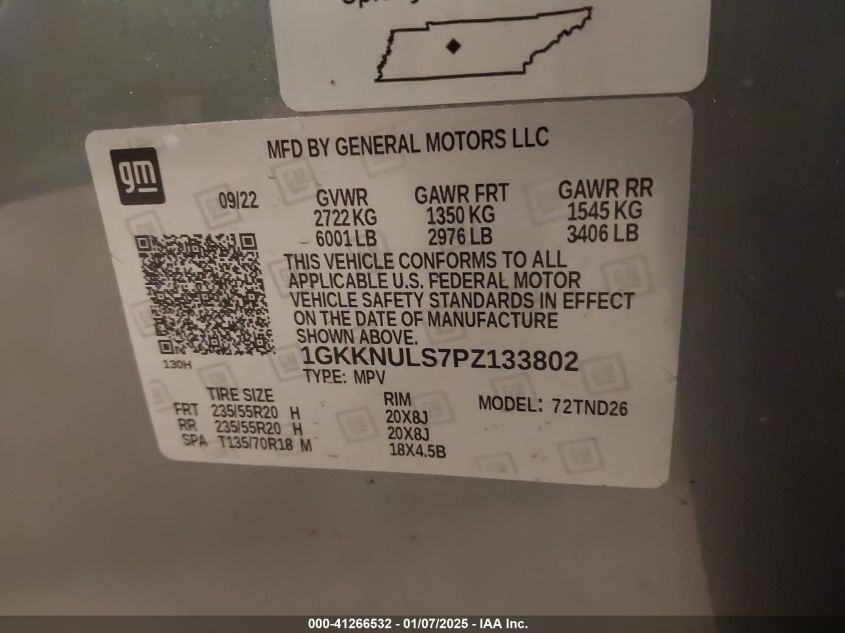 gm
MFD BY GENERAL MOTORS LLC
09/22
GVWR GAWR FRT GAWR RR
2722 KG 1350 KG 1545 KG
6001 LB 2976 LB 3406 LB
THIS VEHICLE CONFORMS TO ALL
APPLICABLE U.S. FEDERAL MOTOR
VEHICLE SAFETY STANDARDS IN EFFECT
ON THE DATE OF MANUFACTURE
SHOWN ABOVE.
130H
1GKKNULS7PZ133802
TYPE: MPV
TIRE SIZE RIM MODEL: 72TND26
FRT 235/55R20 H 20X8J
RR 235/55R20 H 20X8J
SPA T135/70R18 M 18X4.5B
000-41266532 - 01/07/2025 - IAA Inc.